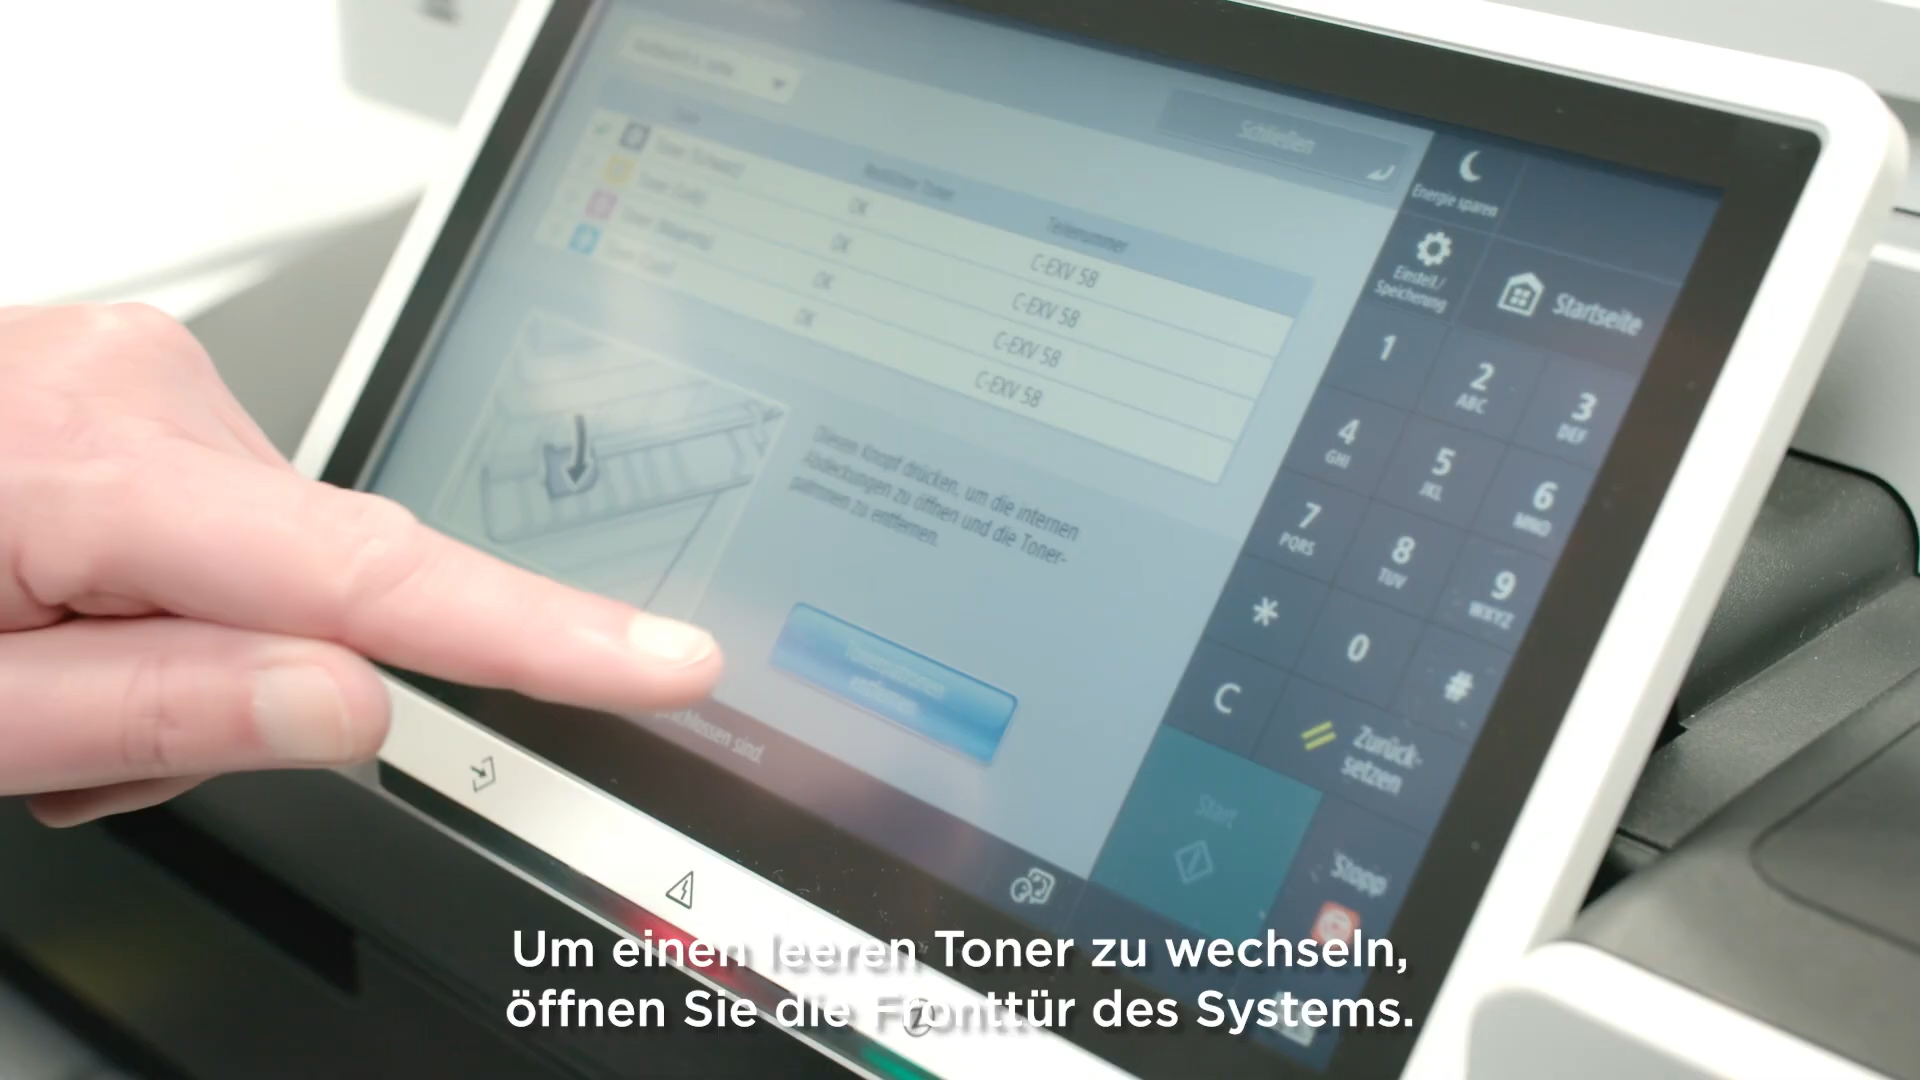 Schließen
Teilenummer
OK
C-EXV 58
OK
C-EXV 58
OK
C-EXV 58
OK
C-EXV 58
Diesen Knopf drücken, um die internen
Abdeckungen zu öffnen und die Toner-
patronen zu entfernen.
Energie sparen
Einstell./
Speicherung
Startseite
1
2
ABC
3
DEF
4
GHI
5
JKL
6
MNO
7
PQRS
8
TUV
9
WXYZ
*
0
#
C
Zurück-
setzen
Start
Stopp
Um einen leeren Toner zu wechseln,
öffnen Sie die Fronttür des Systems.